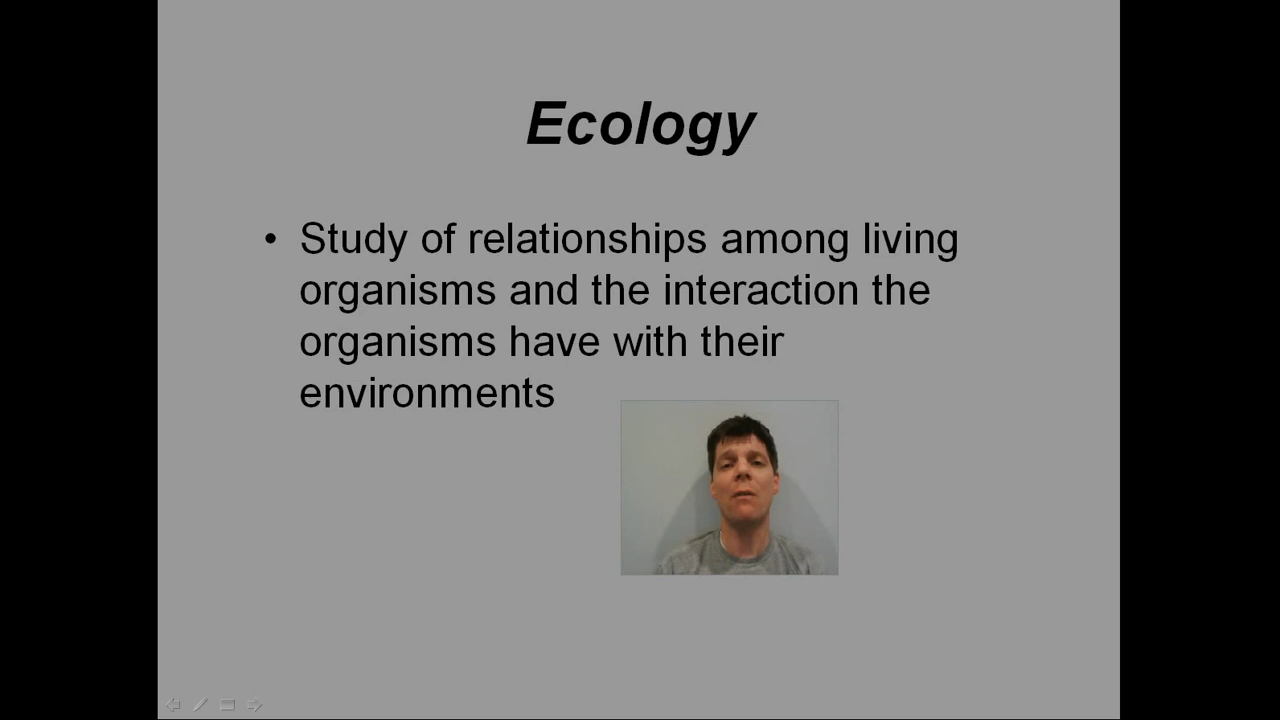 Ecology
• Study of relationships among living
organisms and the interaction the
organisms have with their
environments